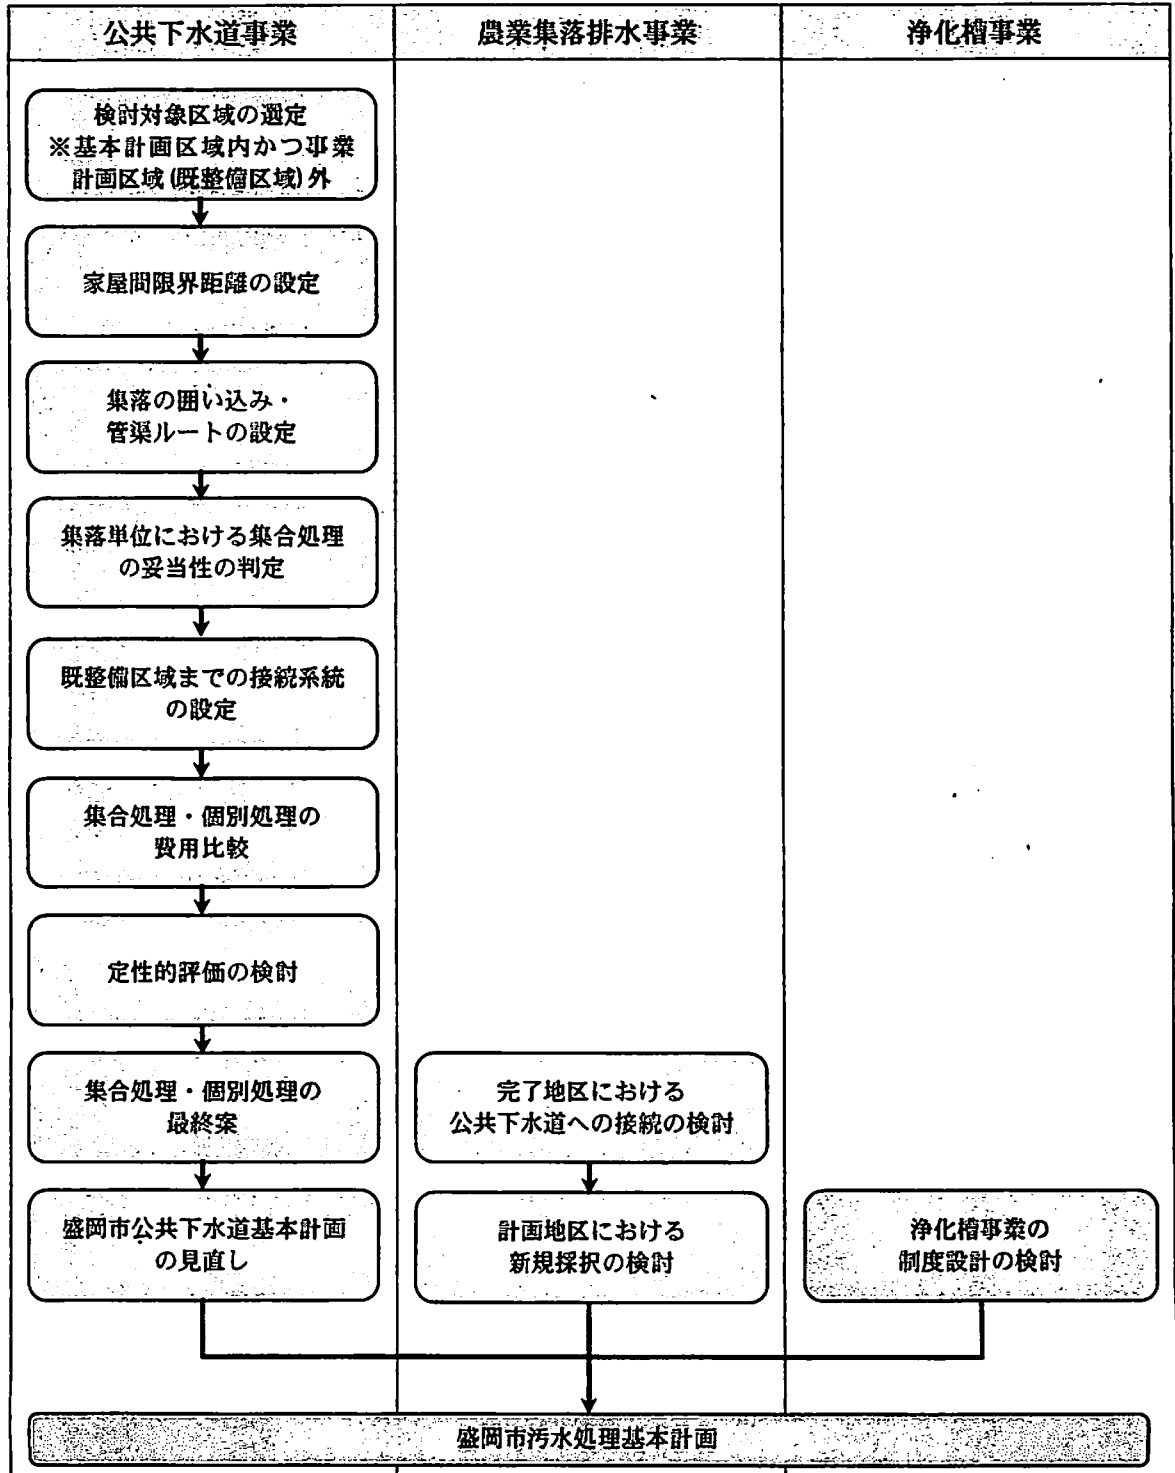 公共下水道事業
農業集落排水事業
浄化槽事業
検討対象区域の選定
※基本計画区域内かつ事業
計画区域(既整備区域)外
家屋間限界距離の設定
集落の囲い込み・
管渠ルートの設定
集落単位における集合処理
の妥当性の判定
既整備区域までの接続系統
の設定
集合処理・個別処理の
費用比較
定性的評価の検討
集合処理・個別処理の
最終案
盛岡市公共下水道基本計画
の見直し
完了地区における
公共下水道への接続の検討
計画地区における
新規採択の検討
浄化槽事業の
制度設計の検討
盛岡市汚水処理基本計画